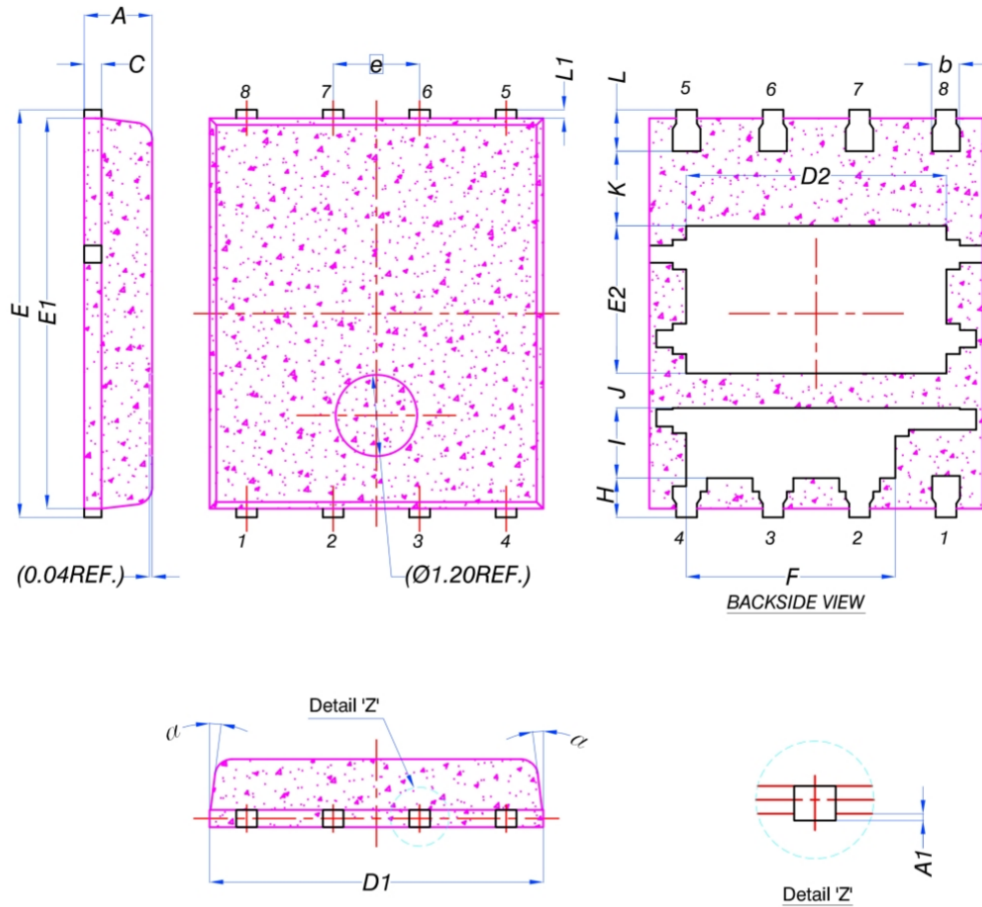 A
C
E
E1
(0.04REF.)
e
L1
8 7 6 5
1 2 3 4
(Ø1.20REF.)
L
b
5 6 7 8
K
D2
E2
J
I
H
4 3 2 1
F
BACKSIDE VIEW
Detail 'Z'
α α
D1
A1
Detail 'Z'